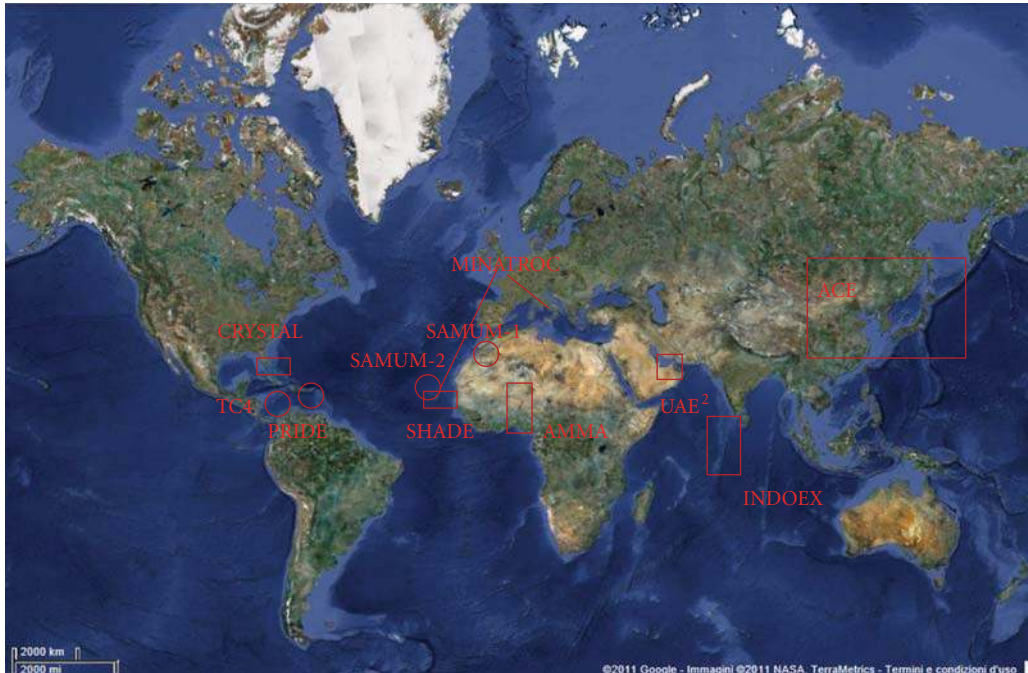 MINATROC
ACE
CRYSTAL
SAMUM-1
SAMUM-2
TC4
PRIDE
SHADE
AMMA
UAE²
INDOEX
2000 km
2000 mi
©2011 Google - Immagini ©2011 NASA, TerraMetrics - Termini e condizioni d'uso